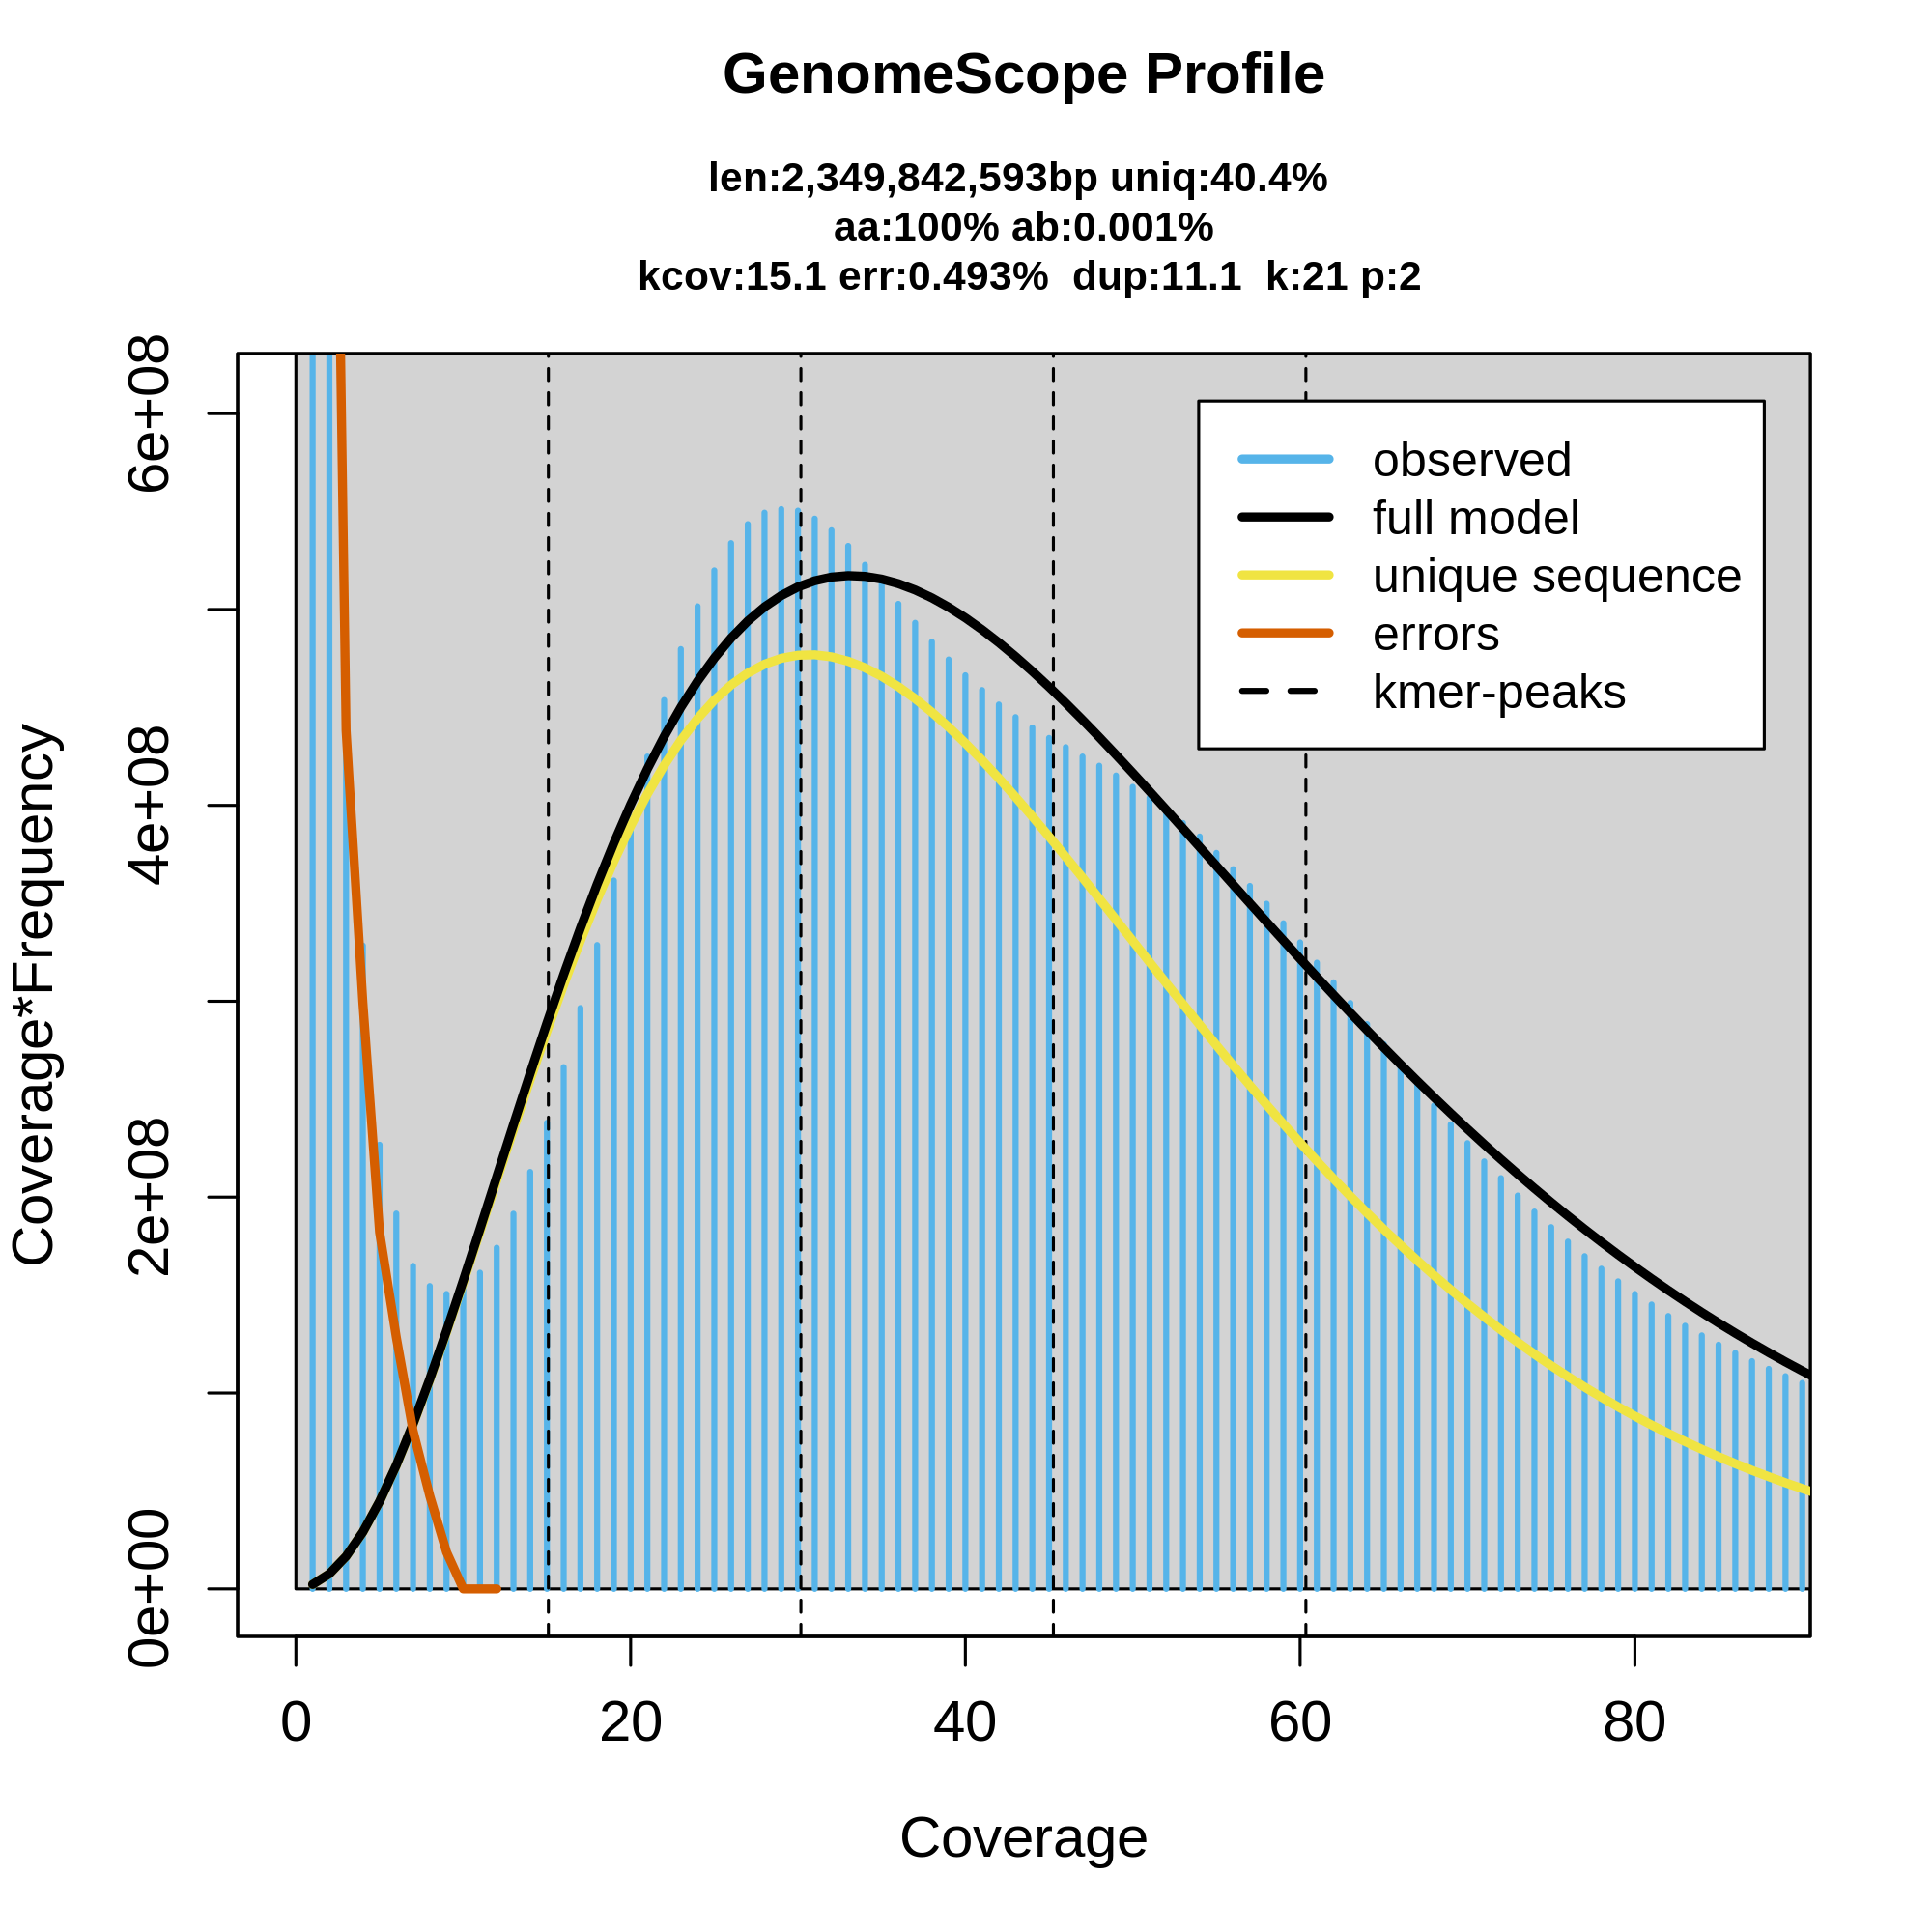 GenomeScope Profile
len:2,349,842,593bp uniq:40.4%
aa:100% ab:0.001%
kcov:15.1 err:0.493%  dup:11.1  k:21 p:2
observed
full model
unique sequence
errors
kmer-peaks
Coverage*Frequency
6e+08
4e+08
2e+08
0e+00
0 20 40 60 80
Coverage